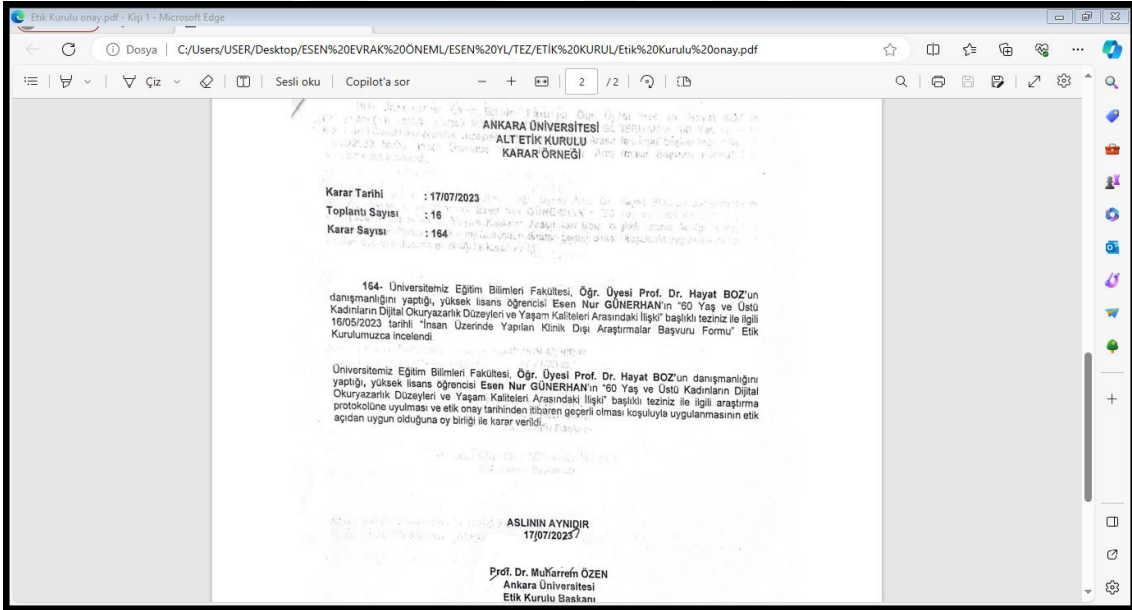 Etik Kurulu onay.pdf - Kişi 1 - Microsoft Edge
Dosya | C:/Users/USER/Desktop/ESEN%20EVRAK%20ÖNEML/ESEN%20YL/TEZ/ETİK%20KURUL/Etik%20Kurulu%20onay.pdf
Çiz | Sesli oku | Copilot'a sor 2 / 2
ANKARA ÜNİVERSİTESİ
ALT ETİK KURULU
KARAR ÖRNEĞİ
Karar Tarihi : 17/07/2023
Toplantı Sayısı : 16
Karar Sayısı : 164
164- Üniversitemiz Eğitim Bilimleri Fakültesi, Öğr. Üyesi Prof. Dr. Hayat BOZ'un
danışmanlığını yaptığı, yüksek lisans öğrencisi Esen Nur GÜNERHAN'ın "60 Yaş ve Üstü
Kadınların Dijital Okuryazarlık Düzeyleri ve Yaşam Kaliteleri Arasındaki İlişki" başlıklı teziniz ile ilgili
16/05/2023 tarihli "İnsan Üzerinde Yapılan Klinik Dışı Araştırmalar Başvuru Formu" Etik
Kurulumuzca incelendi.
Üniversitemiz Eğitim Bilimleri Fakültesi, Öğr. Üyesi Prof. Dr. Hayat BOZ'un danışmanlığını
yaptığı, yüksek lisans öğrencisi Esen Nur GÜNERHAN'ın "60 Yaş ve Üstü Kadınların Dijital
Okuryazarlık Düzeyleri ve Yaşam Kaliteleri Arasındaki İlişki" başlıklı teziniz ile ilgili araştırma
protokolüne uyulması ve etik onay tarihinden itibaren geçerli olması koşuluyla uygulanmasının etik
açıdan uygun olduğuna oy birliği ile karar verildi.
ASLININ AYNIDIR
17/07/2023
Prof. Dr. Muharrem ÖZEN
Ankara Üniversitesi
Etik Kurulu Başkanı